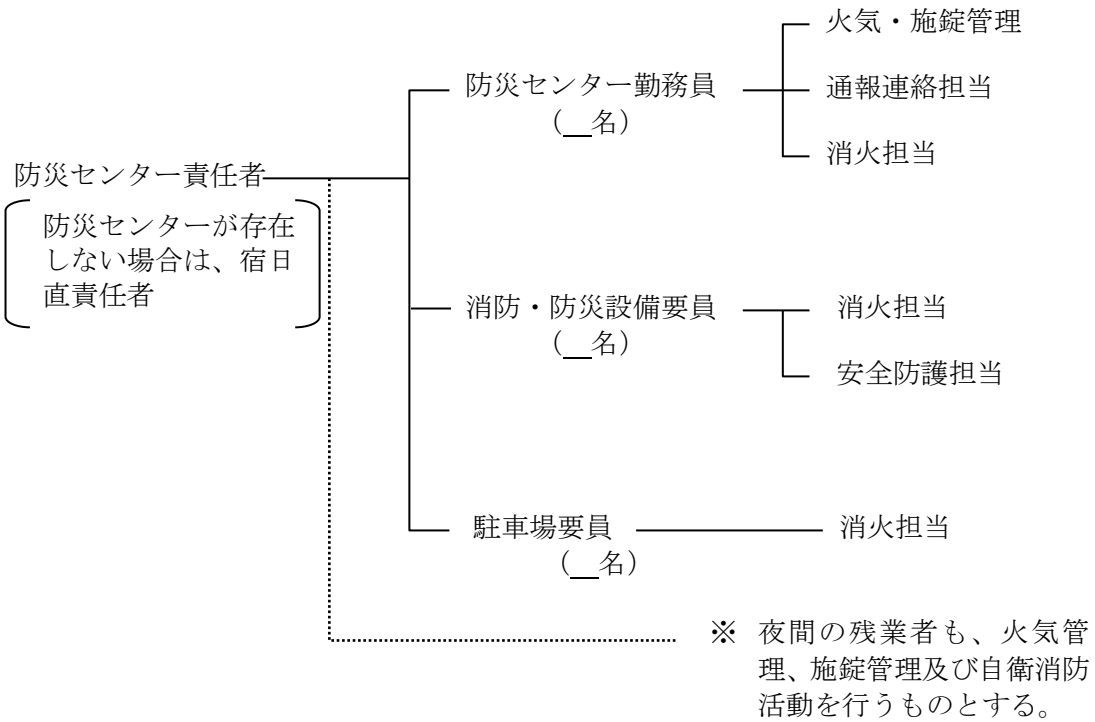 火気・施錠管理
防災センター勤務員
通報連絡担当
（ 名）
消火担当
防災センター責任者
防災センターが存在
しない場合は、宿日
直責任者
消防・防災設備要員
消火担当
（ 名）
安全防護担当
駐車場要員
消火担当
（ 名）
※ 夜間の残業者も、火気管
理、施錠管理及び自衛消防
活動を行うものとする。